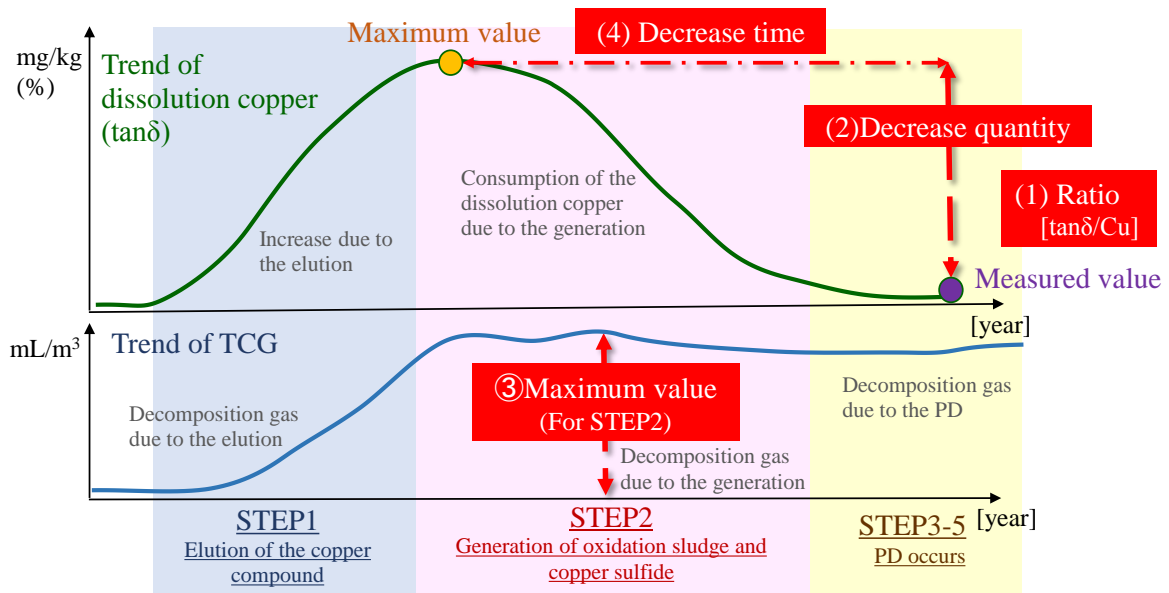 Maximum value
(4) Decrease time
mg/kg
(%)
Trend of
dissolution copper
(tanδ)
(2)Decrease quantity
Consumption of the
dissolution copper
due to the generation
(1) Ratio
[tanδ/Cu]
Increase due to
the elution
Measured value
[year]
mL/m³
Trend of TCG
③Maximum value
(For STEP2)
Decomposition gas
due to the PD
Decomposition gas
due to the elution
Decomposition gas
due to the generation
[year]
STEP1
Elution of the copper
compound
STEP2
Generation of oxidation sludge and
copper sulfide
STEP3-5
PD occurs